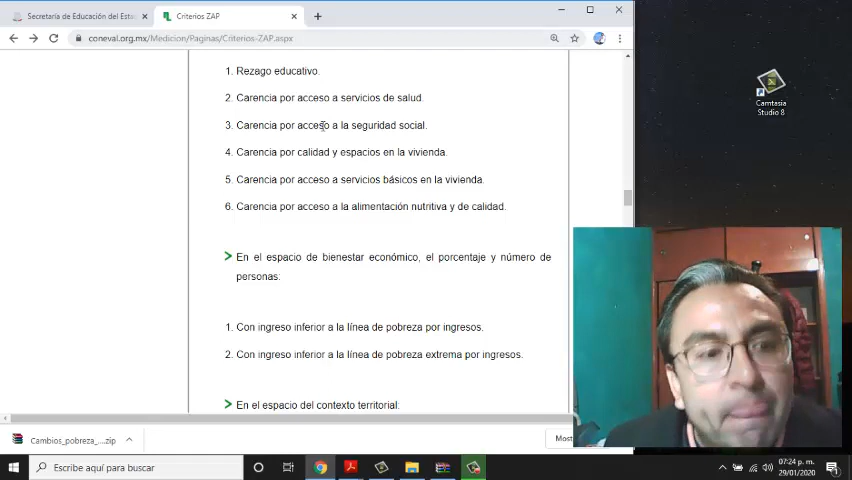 Secretaría de Educación del Esta
Criterios ZAP
coneval.org.mx/Medicion/Paginas/Criterios-ZAP.aspx
1. Rezago educativo.
2. Carencia por acceso a servicios de salud.
3. Carencia por acceso a la seguridad social.
4. Carencia por calidad y espacios en la vivienda.
5. Carencia por acceso a servicios básicos en la vivienda.
6. Carencia por acceso a la alimentación nutritiva y de calidad.
En el espacio de bienestar económico, el porcentaje y número de
personas:
1. Con ingreso inferior a la línea de pobreza por ingresos.
2. Con ingreso inferior a la línea de pobreza extrema por ingresos.
En el espacio del contexto territorial:
Camtasia
Studio 8
Cambios_pobreza_....zip
Most
Escribe aquí para buscar
07:24 p. m.
29/01/2020